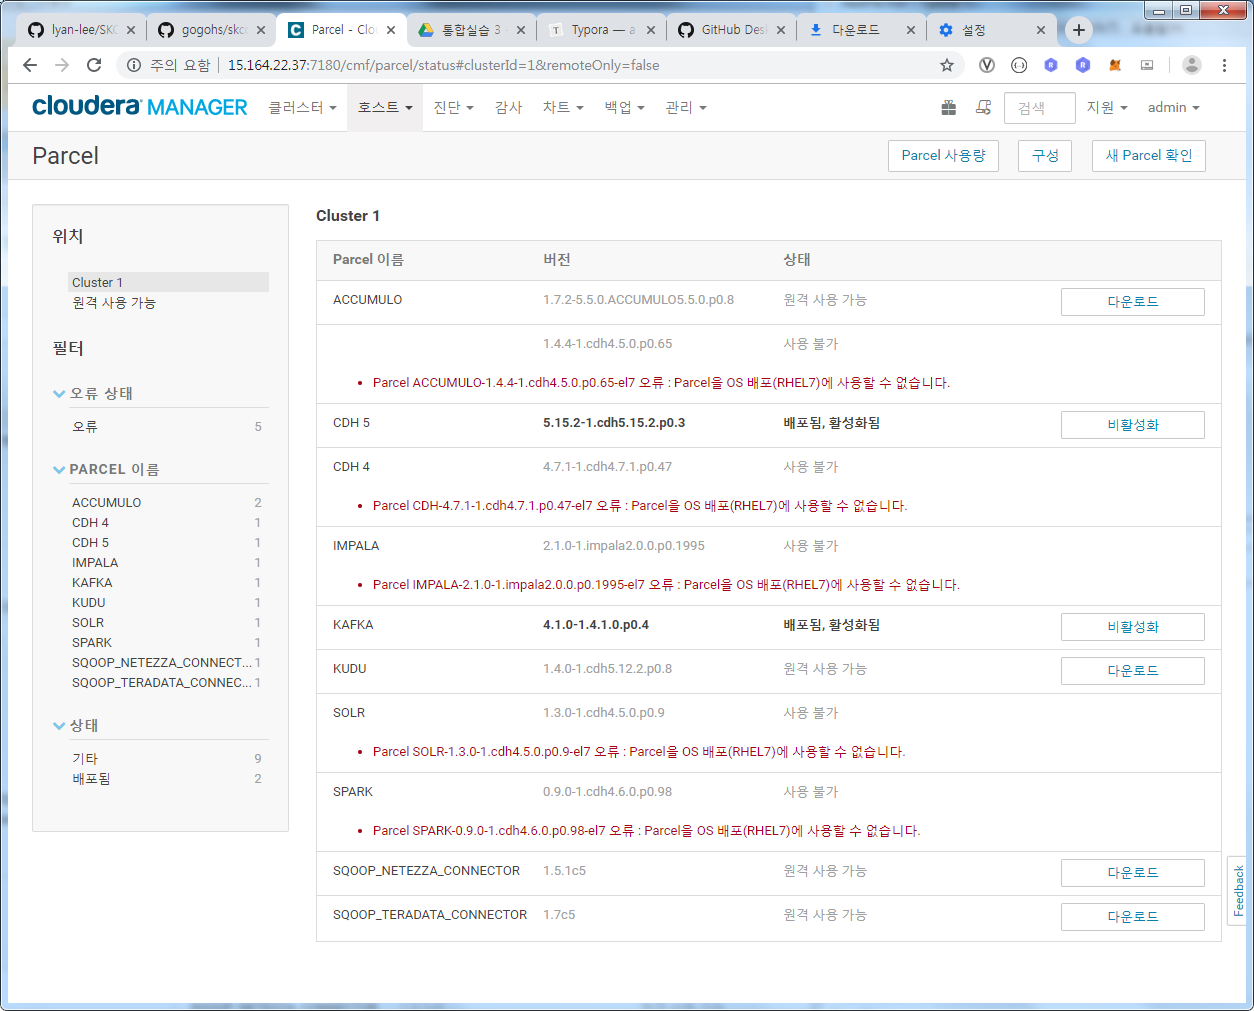 lyan-lee/SKC
gogohs/skcc
Parcel - Clou
통합실습 3 -
Typora — a
GitHub Desk
다운로드
설정
주의 요함
15.164.22.37:7180/cmf/parcel/status#clusterId=1&remoteOnly=false
cloudera MANAGER
클러스터
호스트
진단
감사
차트
백업
관리
검색
지원
admin
Parcel
Parcel 사용량
구성
새 Parcel 확인
위치
Cluster 1
원격 사용 가능
필터
오류 상태
오류 5
PARCEL 이름
ACCUMULO 2
CDH 4 1
CDH 5 1
IMPALA 1
KAFKA 1
KUDU 1
SOLR 1
SPARK 1
SQOOP_NETEZZA_CONNECT... 1
SQOOP_TERADATA_CONNEC... 1
상태
기타 9
배포됨 2
Cluster 1
Parcel 이름 버전 상태
ACCUMULO 1.7.2-5.5.0.ACCUMULO5.5.0.p0.8 원격 사용 가능 다운로드
1.4.4-1.cdh4.5.0.p0.65 사용 불가
• Parcel ACCUMULO-1.4.4-1.cdh4.5.0.p0.65-el7 오류 : Parcel을 OS 배포(RHEL7)에 사용할 수 없습니다.
CDH 5 5.15.2-1.cdh5.15.2.p0.3 배포됨, 활성화됨 비활성화
CDH 4 4.7.1-1.cdh4.7.1.p0.47 사용 불가
• Parcel CDH-4.7.1-1.cdh4.7.1.p0.47-el7 오류 : Parcel을 OS 배포(RHEL7)에 사용할 수 없습니다.
IMPALA 2.1.0-1.impala2.0.0.p0.1995 사용 불가
• Parcel IMPALA-2.1.0-1.impala2.0.0.p0.1995-el7 오류 : Parcel을 OS 배포(RHEL7)에 사용할 수 없습니다.
KAFKA 4.1.0-1.4.1.0.p0.4 배포됨, 활성화됨 비활성화
KUDU 1.4.0-1.cdh5.12.2.p0.8 원격 사용 가능 다운로드
SOLR 1.3.0-1.cdh4.5.0.p0.9 사용 불가
• Parcel SOLR-1.3.0-1.cdh4.5.0.p0.9-el7 오류 : Parcel을 OS 배포(RHEL7)에 사용할 수 없습니다.
SPARK 0.9.0-1.cdh4.6.0.p0.98 사용 불가
• Parcel SPARK-0.9.0-1.cdh4.6.0.p0.98-el7 오류 : Parcel을 OS 배포(RHEL7)에 사용할 수 없습니다.
SQOOP_NETEZZA_CONNECTOR 1.5.1c5 원격 사용 가능 다운로드
SQOOP_TERADATA_CONNECTOR 1.7c5 원격 사용 가능 다운로드
Feedback